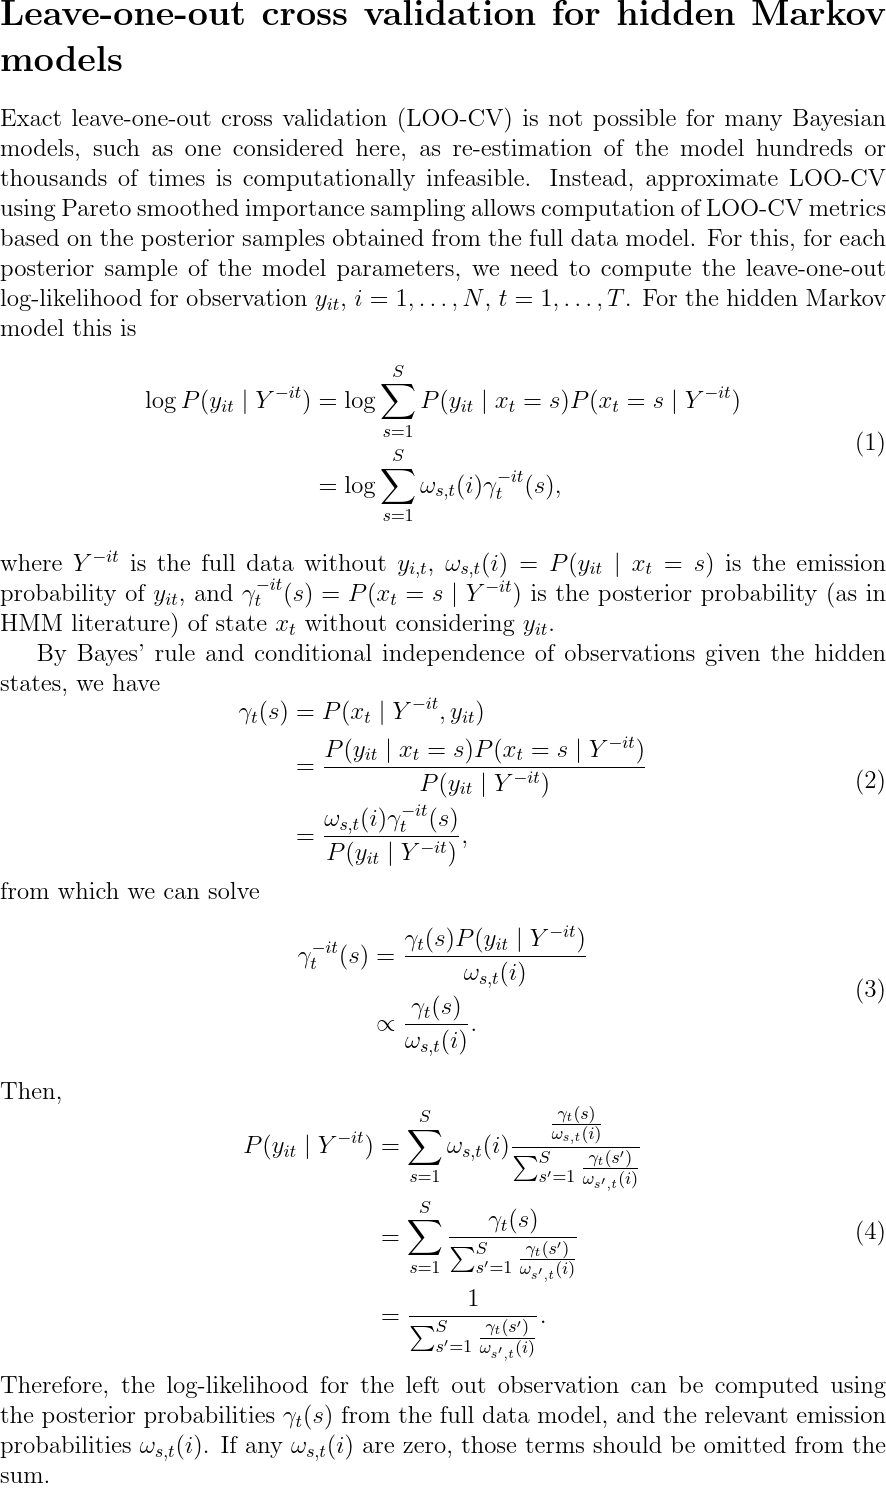 Leave-one-out cross validation for hidden Markov
models
Exact leave-one-out cross validation (LOO-CV) is not possible for many Bayesian
models, such as one considered here, as re-estimation of the model hundreds or
thousands of times is computationally infeasible. Instead, approximate LOO-CV
using Pareto smoothed importance sampling allows computation of LOO-CV metrics
based on the posterior samples obtained from the full data model. For this, for each
posterior sample of the model parameters, we need to compute the leave-one-out
log-likelihood for observation $y_{it}$, $i = 1, \ldots, N$, $t = 1, \ldots, T$. For the hidden Markov
model this is
$\log P(y_{it} \mid Y^{-it}) = \log \sum_{s=1}^{S} P(y_{it} \mid x_t = s) P(x_t = s \mid Y^{-it})$
$= \log \sum_{s=1}^{S} \omega_{s,t}(i) \gamma_t^{-it}(s),$ (1)
where $Y^{-it}$ is the full data without $y_{i,t}$, $\omega_{s,t}(i) = P(y_{it} \mid x_t = s)$ is the emission
probability of $y_{it}$, and $\gamma_t^{-it}(s) = P(x_t = s \mid Y^{-it})$ is the posterior probability (as in
HMM literature) of state $x_t$ without considering $y_{it}$.
By Bayes' rule and conditional independence of observations given the hidden
states, we have
$\gamma_t(s) = P(x_t \mid Y^{-it}, y_{it})$
$= \frac{P(y_{it} \mid x_t = s) P(x_t = s \mid Y^{-it})}{P(y_{it} \mid Y^{-it})}$ (2)
$= \frac{\omega_{s,t}(i) \gamma_t^{-it}(s)}{P(y_{it} \mid Y^{-it})},$
from which we can solve
$\gamma_t^{-it}(s) = \frac{\gamma_t(s) P(y_{it} \mid Y^{-it})}{\omega_{s,t}(i)}$
$\propto \frac{\gamma_t(s)}{\omega_{s,t}(i)}.$ (3)
Then,
$P(y_{it} \mid Y^{-it}) = \sum_{s=1}^{S} \omega_{s,t}(i) \frac{\frac{\gamma_t(s)}{\omega_{s,t}(i)}}{\sum_{s'=1}^{S} \frac{\gamma_t(s')}{\omega_{s',t}(i)}}$
$= \sum_{s=1}^{S} \frac{\gamma_t(s)}{\sum_{s'=1}^{S} \frac{\gamma_t(s')}{\omega_{s',t}(i)}}$ (4)
$= \frac{1}{\sum_{s'=1}^{S} \frac{\gamma_t(s')}{\omega_{s',t}(i)}}.$
Therefore, the log-likelihood for the left out observation can be computed using
the posterior probabilities $\gamma_t(s)$ from the full data model, and the relevant emission
probabilities $\omega_{s,t}(i)$. If any $\omega_{s,t}(i)$ are zero, those terms should be omitted from the
sum.